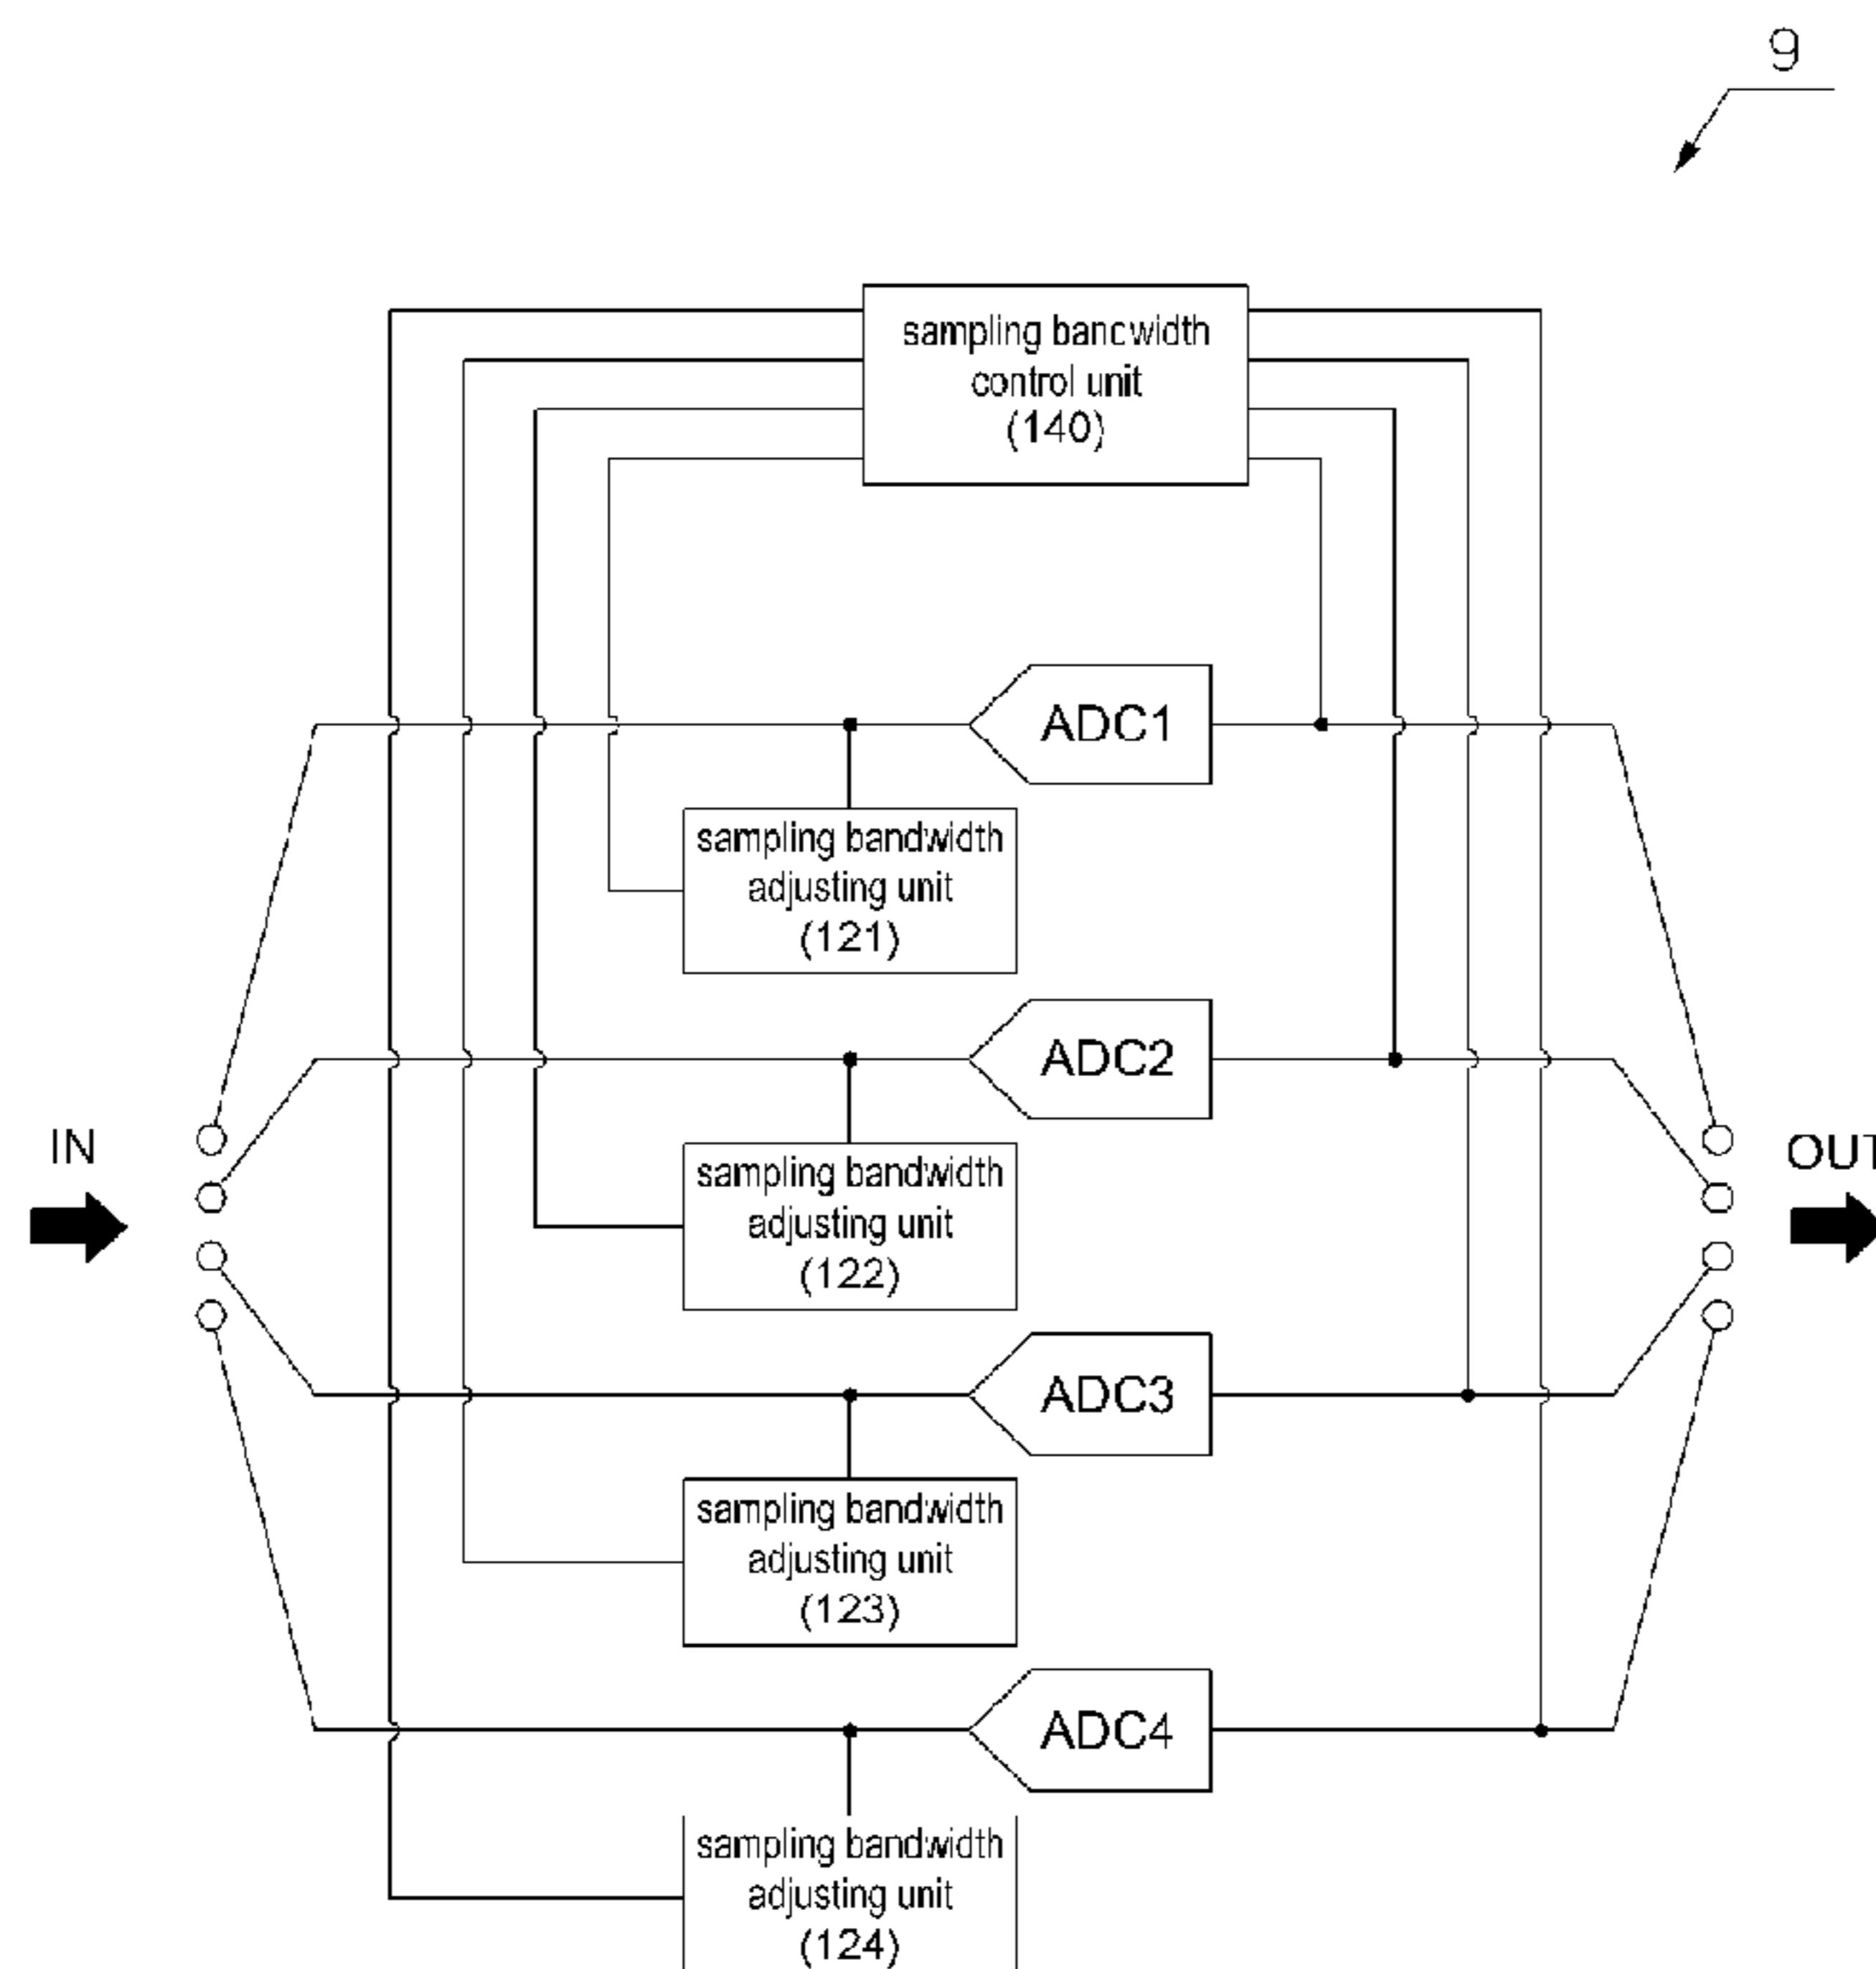 9
sampling bancwidth
control unit
(140)
ADC1
sampling bandwidth
adjusting unit
(121)
ADC2
IN
OUT
sampling bandwidth
adjusting unit
(122)
ADC3
sampling bandwidth
adjusting unit
(123)
ADC4
sampling bandwidth
adjusting unit
(124)